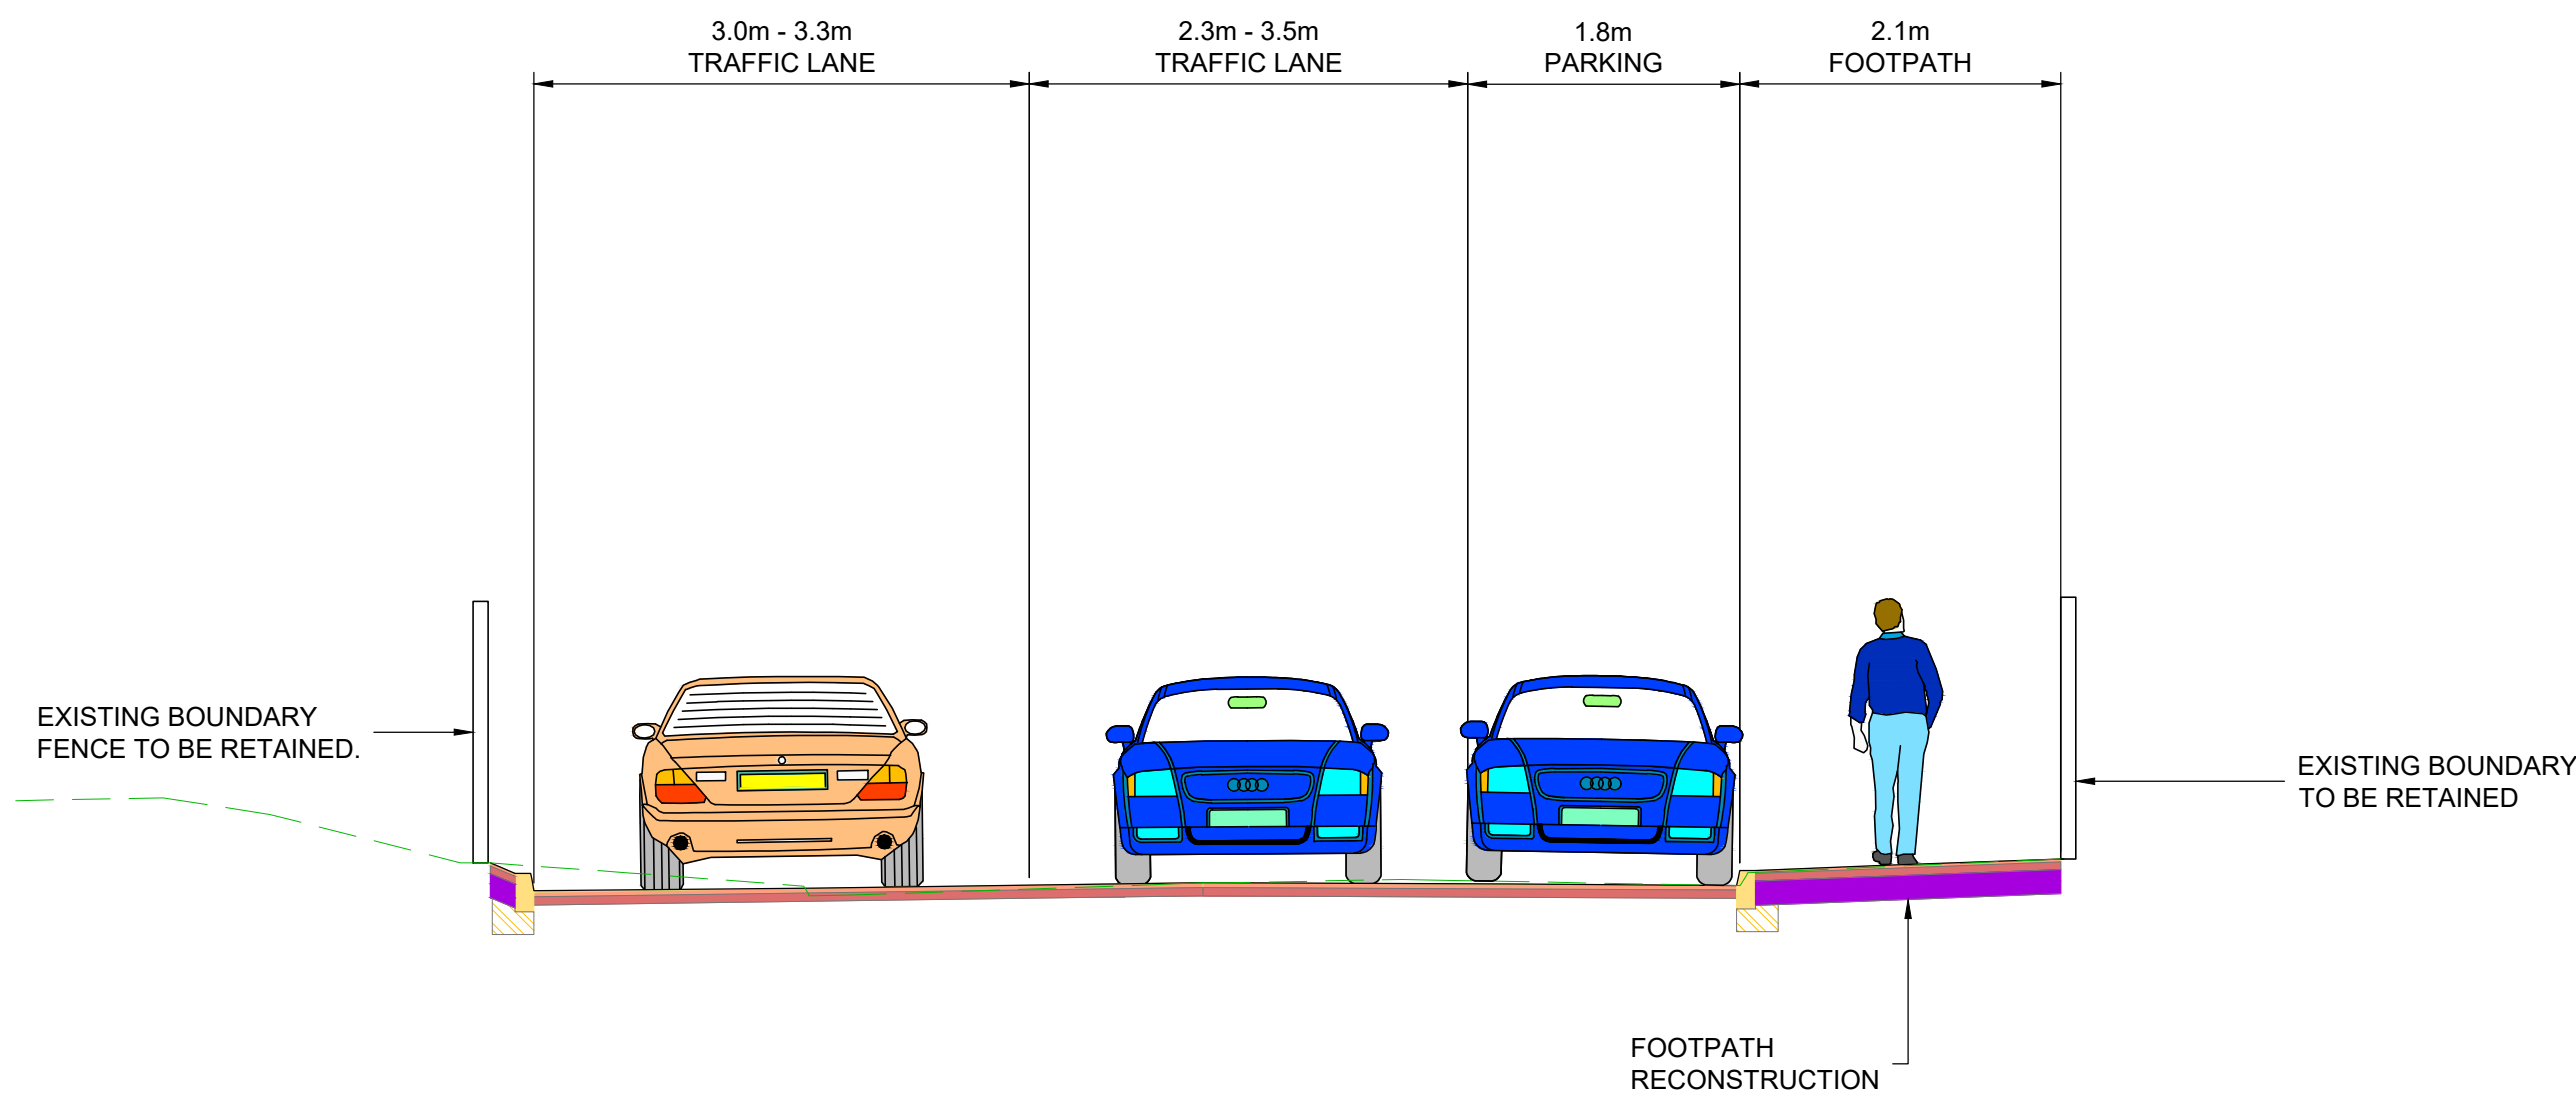 3.0m - 3.3m
TRAFFIC LANE
2.3m - 3.5m
TRAFFIC LANE
1.8m
PARKING
2.1m
FOOTPATH
EXISTING BOUNDARY
FENCE TO BE RETAINED.
EXISTING BOUNDARY
TO BE RETAINED
FOOTPATH
RECONSTRUCTION